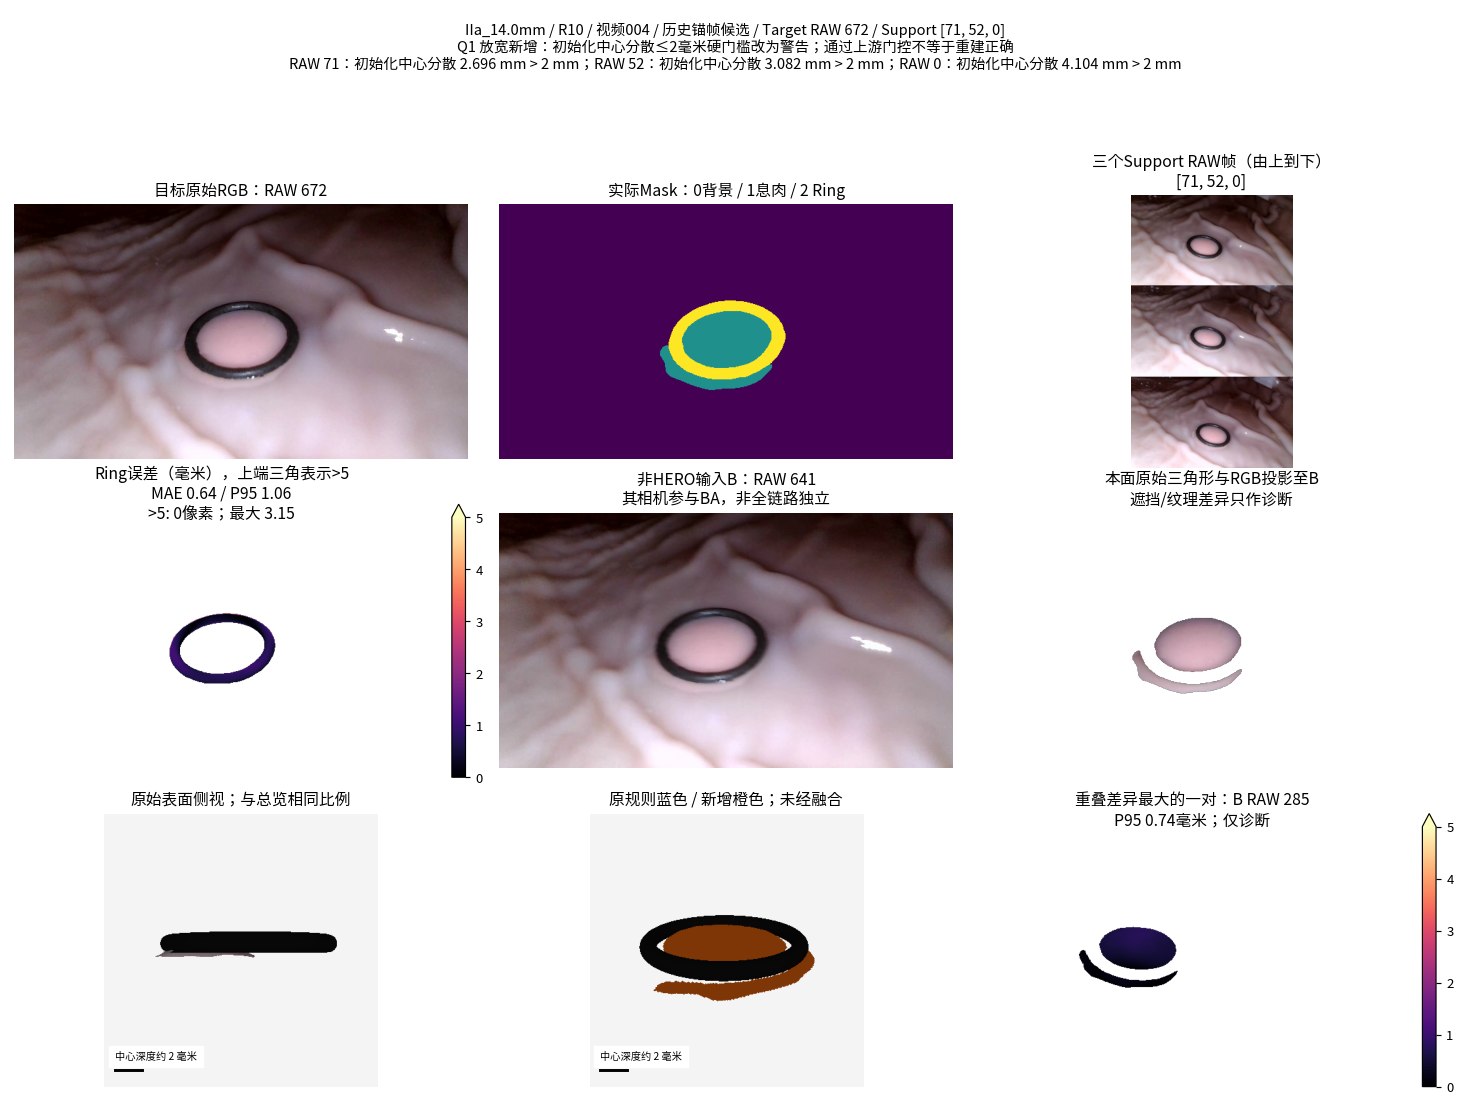 IIa_14.0mm / R10 / 视频004 / 历史锚帧候选 / Target RAW 672 / Support [71, 52, 0]
Q1 放宽新增：初始化中心分散≤2毫米硬门槛改为警告；通过上游门控不等于重建正确
RAW 71：初始化中心分散 2.696 mm > 2 mm；RAW 52：初始化中心分散 3.082 mm > 2 mm；RAW 0：初始化中心分散 4.104 mm > 2 mm
目标原始RGB：RAW 672
实际Mask：0背景 / 1息肉 / 2 Ring
三个Support RAW帧（由上到下）
[71, 52, 0]
Ring误差（毫米），上端三角表示>5
MAE 0.64 / P95 1.06
>5: 0像素；最大 3.15
5
4
3
2
1
0
非HERO输入B：RAW 641
其相机参与BA，非全链路独立
本面原始三角形与RGB投影至B
遮挡/纹理差异只作诊断
原始表面侧视；与总览相同比例
中心深度约 2 毫米
原规则蓝色 / 新增橙色；未经融合
中心深度约 2 毫米
重叠差异最大的一对：B RAW 285
P95 0.74毫米；仅诊断
5
4
3
2
1
0